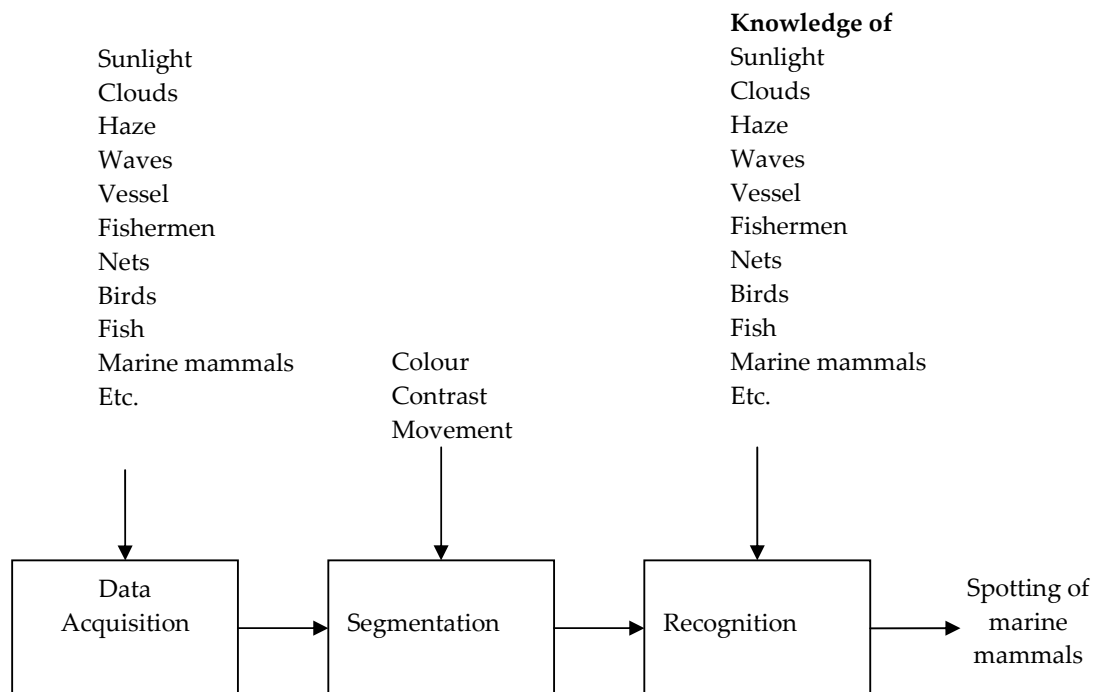 Sunlight
Clouds
Haze
Waves
Vessel
Fishermen
Nets
Birds
Fish
Marine mammals
Etc.
Colour
Contrast
Movement
Knowledge of
Sunlight
Clouds
Haze
Waves
Vessel
Fishermen
Nets
Birds
Fish
Marine mammals
Etc.
Data
Acquisition
Segmentation
Recognition
Spotting of
marine
mammals